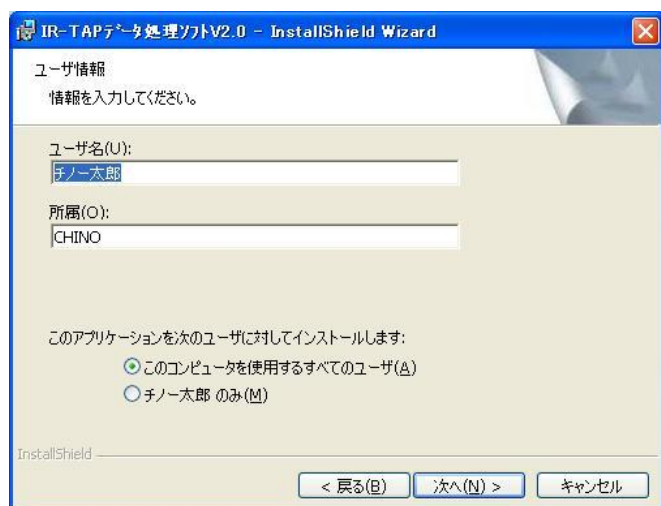 IR-TAPﾃﾞｰﾀ処理ｿﾌﾄV2.0 - InstallShield Wizard
ユーザ情報
情報を入力してください。
ユーザ名(U):
チノー太郎
所属(O):
CHINO
このアプリケーションを次のユーザに対してインストールします:
このコンピュータを使用するすべてのユーザ(A)
チノー太郎 のみ(M)
InstallShield
< 戻る(B)
次へ(N) >
キャンセル